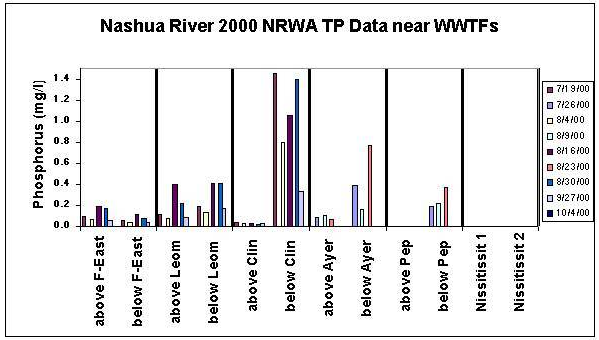 Nashua River 2000 NRWA TP Data near WWTFs
Phosphorus (mg/l)
1.4
1.2
1.0
0.8
0.6
0.4
0.2
0.0
above F-East
below F-East
above Leom
below Leom
above Clin
below Clin
above Ayer
below Ayer
above Pep
below Pep
Nissitissit 1
Nissitissit 2
7/19/00
7/26/00
8/4/00
8/9/00
8/16/00
8/23/00
8/30/00
9/27/00
10/4/00